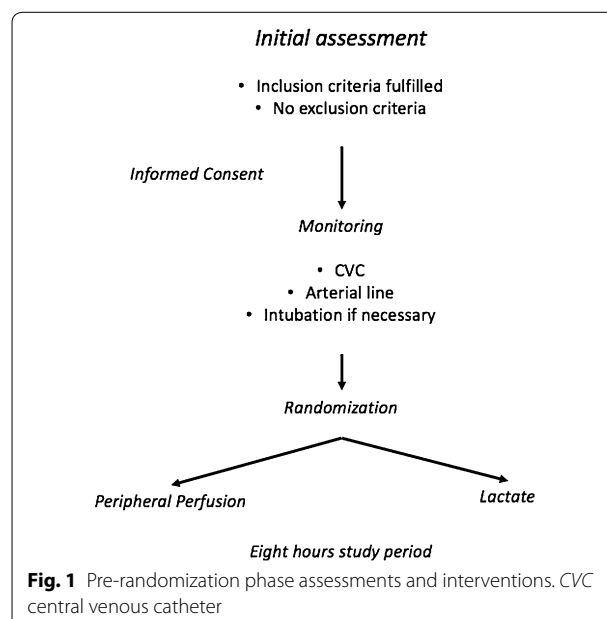 Initial assessment
• Inclusion criteria fulfilled
• No exclusion criteria
Informed Consent
Monitoring
• CVC
• Arterial line
• Intubation if necessary
Randomization
Peripheral Perfusion
Lactate
Eight hours study period
Fig. 1 Pre-randomization phase assessments and interventions. CVC
central venous catheter